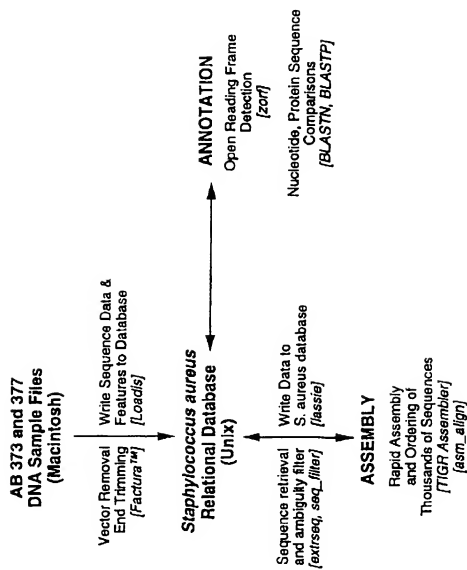 AB 373 and 377
DNA Sample Files
(Macintosh)
Vector Removal
End Trimming
[Factura™]
Write Sequence Data &
Features to Database
[Loadis]
Staphylococcus aureus
Relational Database
(Unix)
ANNOTATION
Open Reading Frame
Detection
[zorf]
Nucleotide, Protein Sequence
Comparisons
[BLASTN, BLASTP]
Sequence retrieval
and ambiguity filter
[extrseq, seq_filter]
Write Data to
S. aureus database
[lassie]
ASSEMBLY
Rapid Assembly
and Ordering of
Thousands of Sequences
[TIGR Assembler]
[asm_align]